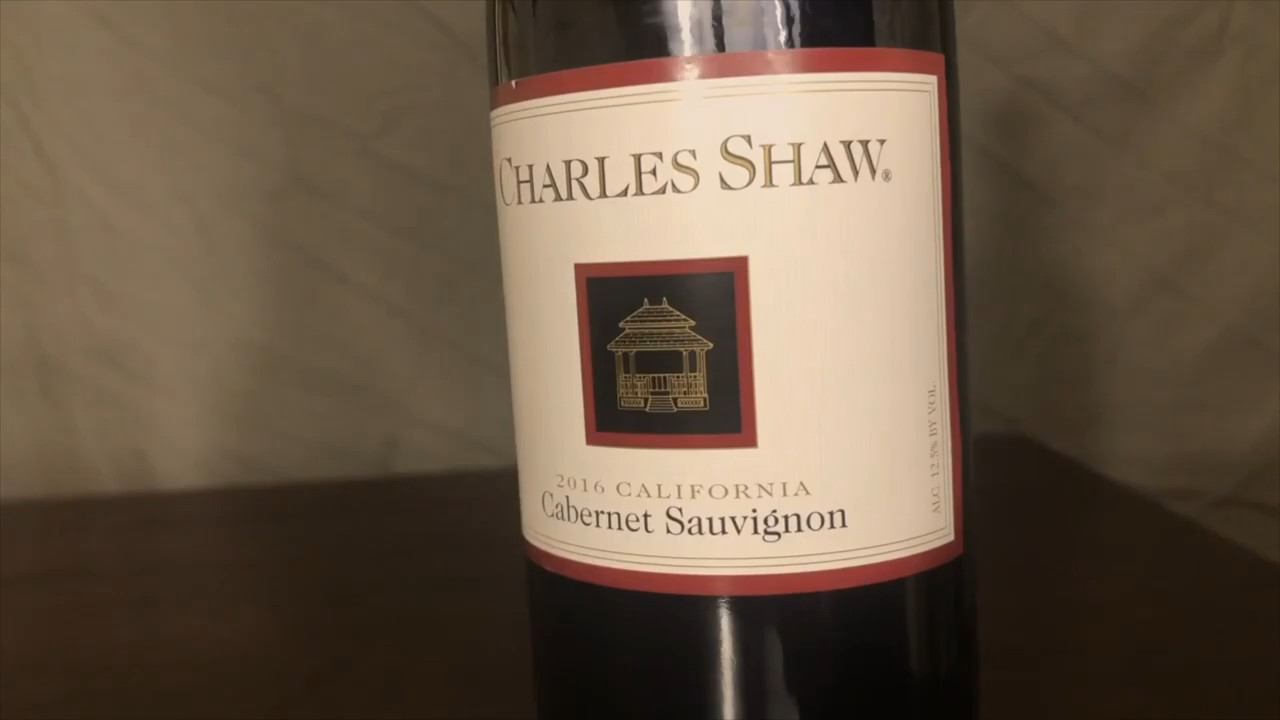 CHARLES SHAW®
2016 CALIFORNIA
Cabernet Sauvignon
ALC. 12.5% BY VOL.